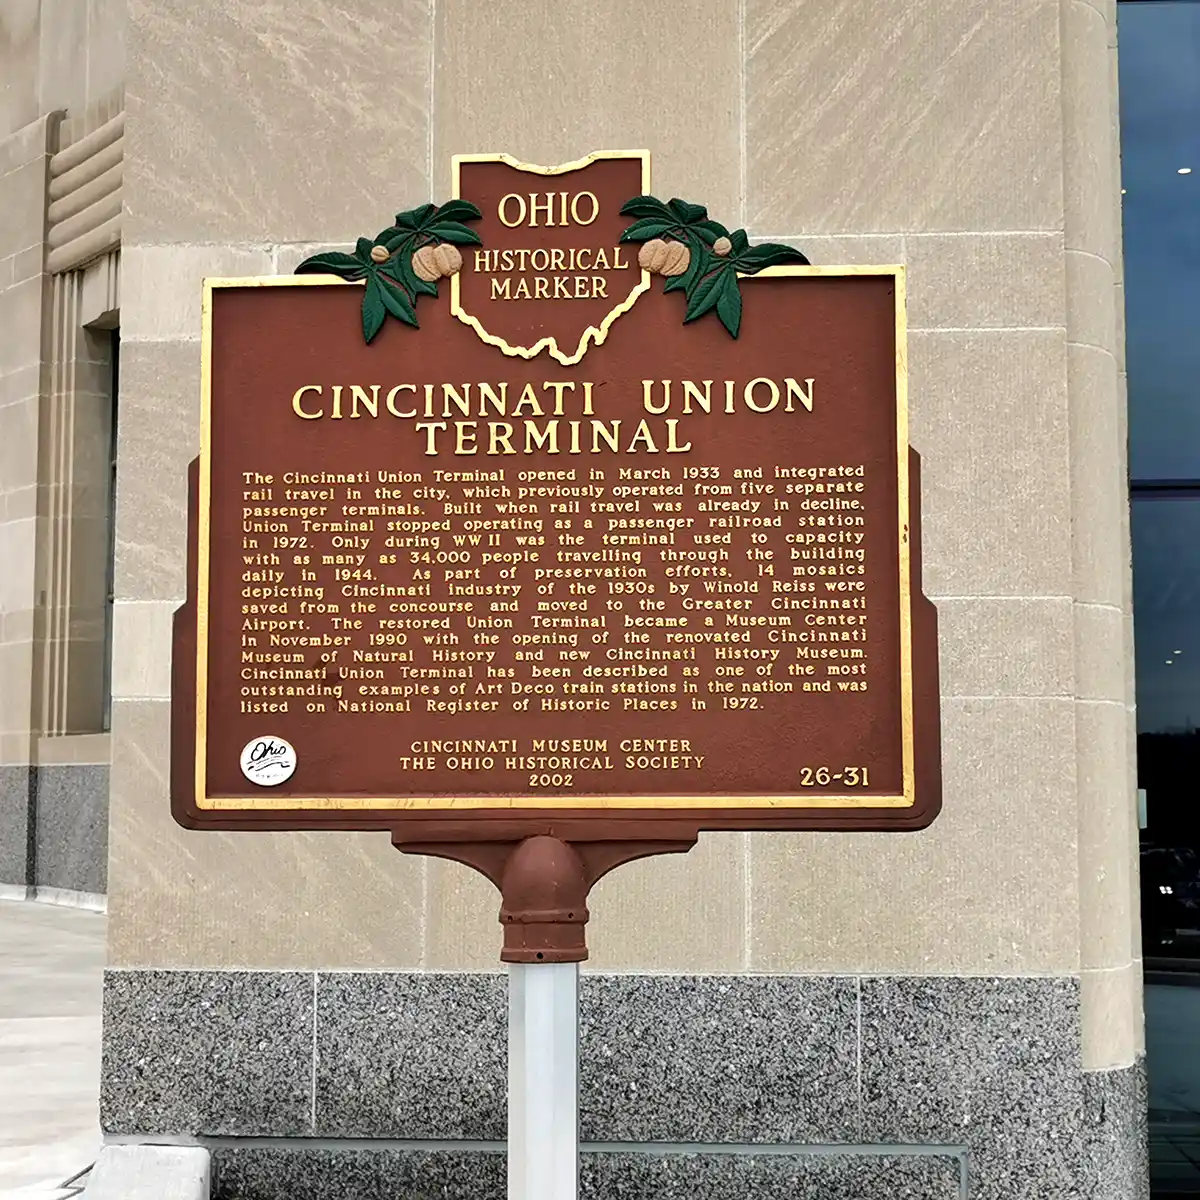 OHIO
HISTORICAL
MARKER
CINCINNATI UNION
TERMINAL
The Cincinnati Union Terminal opened in March 1933 and integrated
rail travel in the city, which previously operated from five separate
passenger terminals. Built when rail travel was already in decline,
Union Terminal stopped operating as a passenger railroad station
in 1972. Only during WW II was the terminal used to capacity
with as many as 34,000 people travelling through the building
daily in 1944. As part of preservation efforts, 14 mosaics
depicting Cincinnati industry of the 1930s by Winold Reiss were
saved from the concourse and moved to the Greater Cincinnati
Airport. The restored Union Terminal became a Museum Center
in November 1990 with the opening of the renovated Cincinnati
Museum of Natural History and new Cincinnati History Museum.
Cincinnati Union Terminal has been described as one of the most
outstanding examples of Art Deco train stations in the nation and was
listed on National Register of Historic Places in 1972.
Ohio
CINCINNATI MUSEUM CENTER
THE OHIO HISTORICAL SOCIETY
2002
26-31